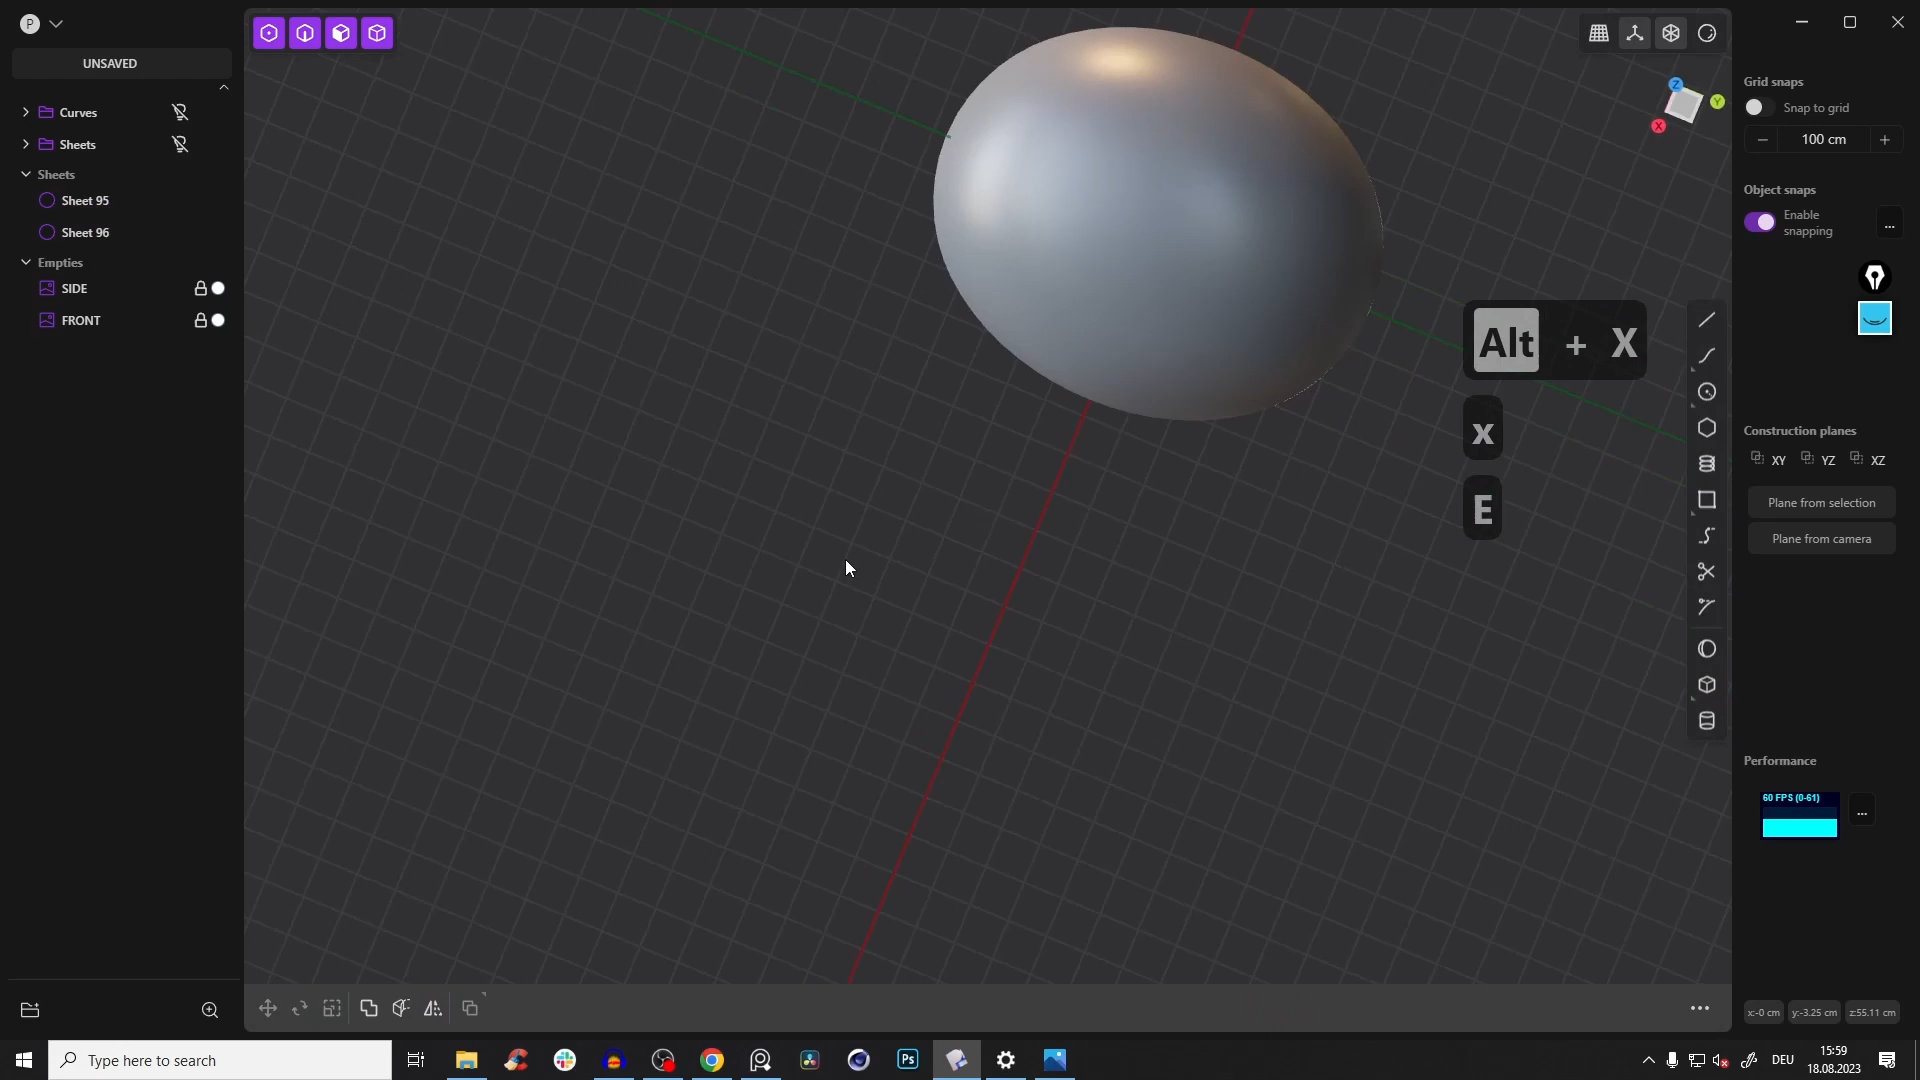 P
UNSAVED
Curves
Sheets
Sheets
Sheet 95
Sheet 96
Empties
SIDE
FRONT
Z
Y
X
Grid snaps
Snap to grid
100 cm
Object snaps
Enable
snapping
...
Alt + X
x
E
Construction planes
XY YZ XZ
Plane from selection
Plane from camera
Performance
60 FPS (0-61)
...
x:-0 cm y:-3.25 cm z:55.11 cm
Type here to search
Ps
DEU
15:59
18.08.2023